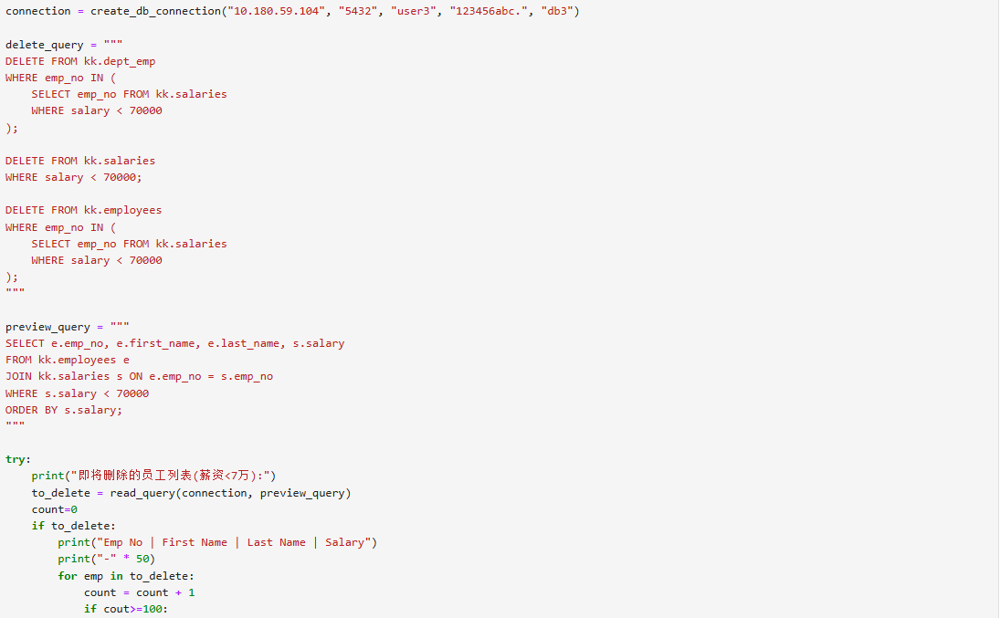 connection = create_db_connection("10.180.59.104", "5432", "user3", "123456abc.", "db3")

delete_query = """
DELETE FROM kk.dept_emp
WHERE emp_no IN (
    SELECT emp_no FROM kk.salaries
    WHERE salary < 70000
);

DELETE FROM kk.salaries
WHERE salary < 70000;

DELETE FROM kk.employees
WHERE emp_no IN (
    SELECT emp_no FROM kk.salaries
    WHERE salary < 70000
);
"""

preview_query = """
SELECT e.emp_no, e.first_name, e.last_name, s.salary
FROM kk.employees e
JOIN kk.salaries s ON e.emp_no = s.emp_no
WHERE s.salary < 70000
ORDER BY s.salary;
"""

try:
    print("即将删除的员工列表(薪资<7万):")
    to_delete = read_query(connection, preview_query)
    count=0
    if to_delete:
        print("Emp No | First Name | Last Name | Salary")
        print("-" * 50)
        for emp in to_delete:
            count = count + 1
            if cout>=100: